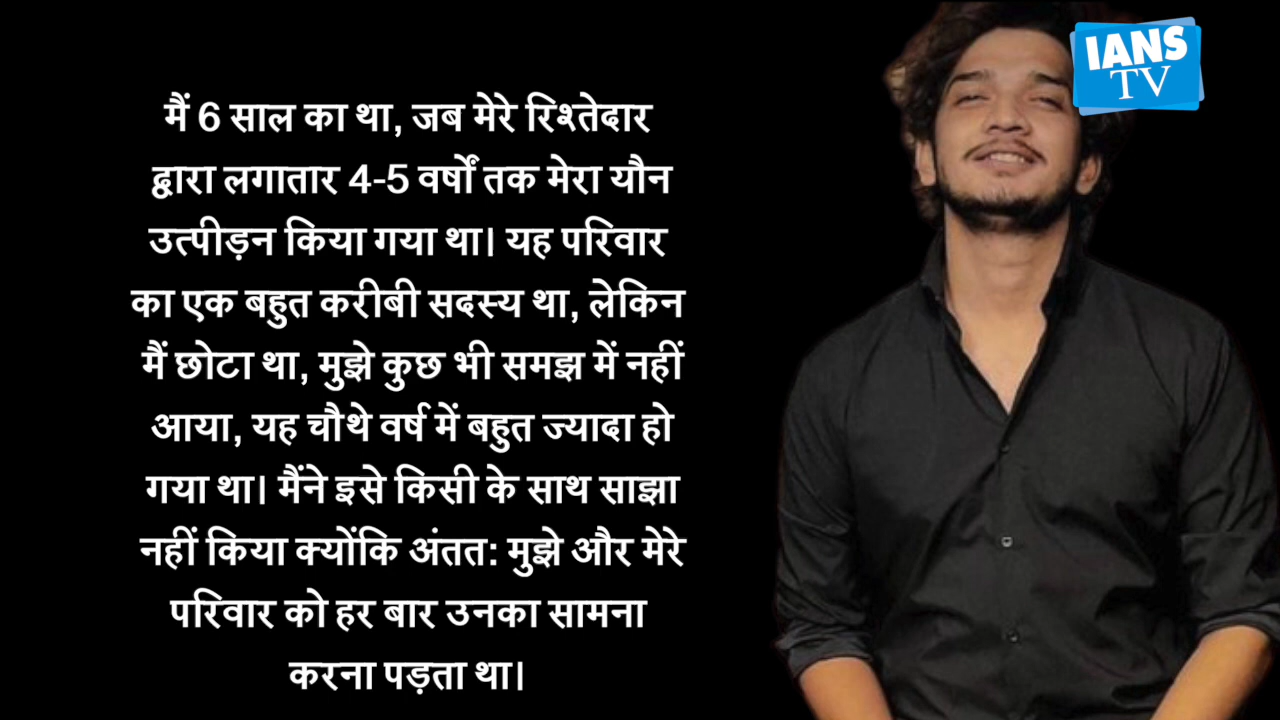 मैं 6 साल का था, जब मेरे रिश्तेदार
द्वारा लगातार 4-5 वर्षों तक मेरा यौन
उत्पीड़न किया गया था। यह परिवार
का एक बहुत करीबी सदस्य था, लेकिन
मैं छोटा था, मुझे कुछ भी समझ में नहीं
आया, यह चौथे वर्ष में बहुत ज्यादा हो
गया था। मैंने इसे किसी के साथ साझा
नहीं किया क्योंकि अंतत: मुझे और मेरे
परिवार को हर बार उनका सामना
करना पड़ता था।
IANS
TV